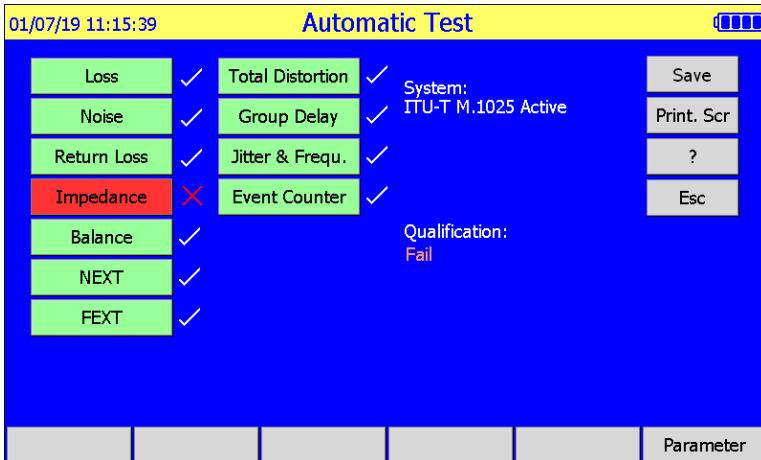 01/07/19 11:15:39
Automatic Test
Loss
Total Distortion
System:
ITU-T M.1025 Active
Save
Noise
Group Delay
Print. Scr
Return Loss
Jitter & Frequ.
?
Impedance
Event Counter
Esc
Balance
Qualification:
Fail
NEXT
FEXT
Parameter